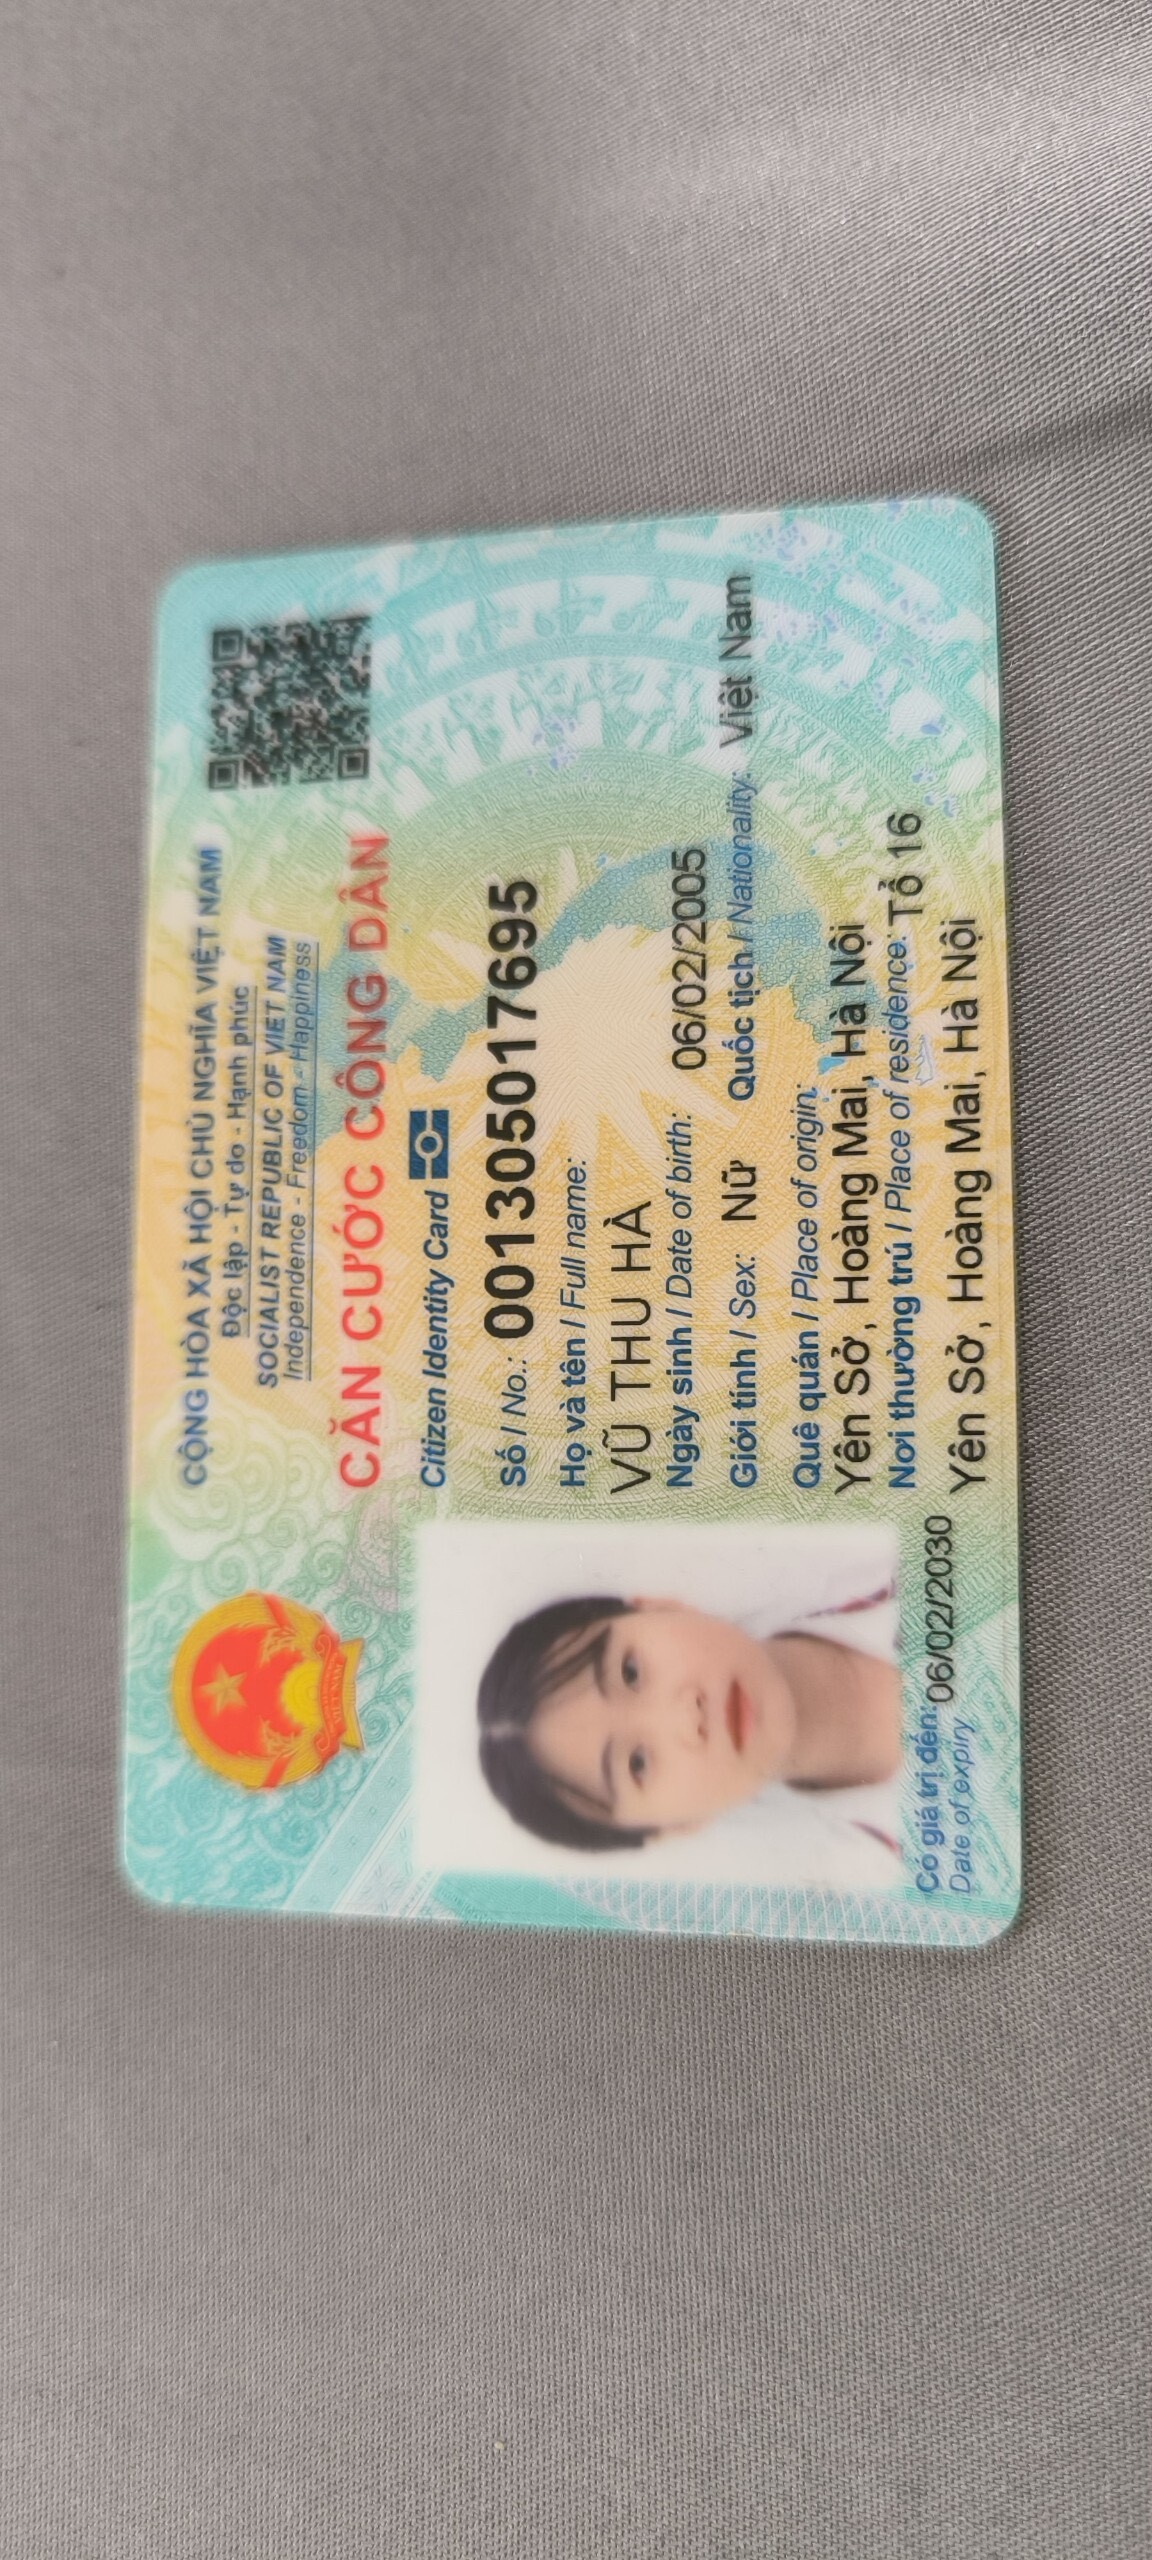 CỘNG HÒA XÃ HỘI CHỦ NGHĨA VIỆT NAM
Độc lập - Tự do - Hạnh phúc
SOCIALIST REPUBLIC OF VIET NAM
Independence - Freedom - Happiness
CĂN CƯỚC CÔNG DÂN
Citizen Identity Card
Số / No.: 001305017695
Họ và tên / Full name:
VŨ THU HÀ
Ngày sinh / Date of birth: 06/02/2005
Giới tính / Sex: Nữ Quốc tịch / Nationality: Việt Nam
Quê quán / Place of origin:
Yên Sở, Hoàng Mai, Hà Nội
Nơi thường trú / Place of residence: Tổ 16
Yên Sở, Hoàng Mai, Hà Nội
Có giá trị đến: 06/02/2030
Date of expiry